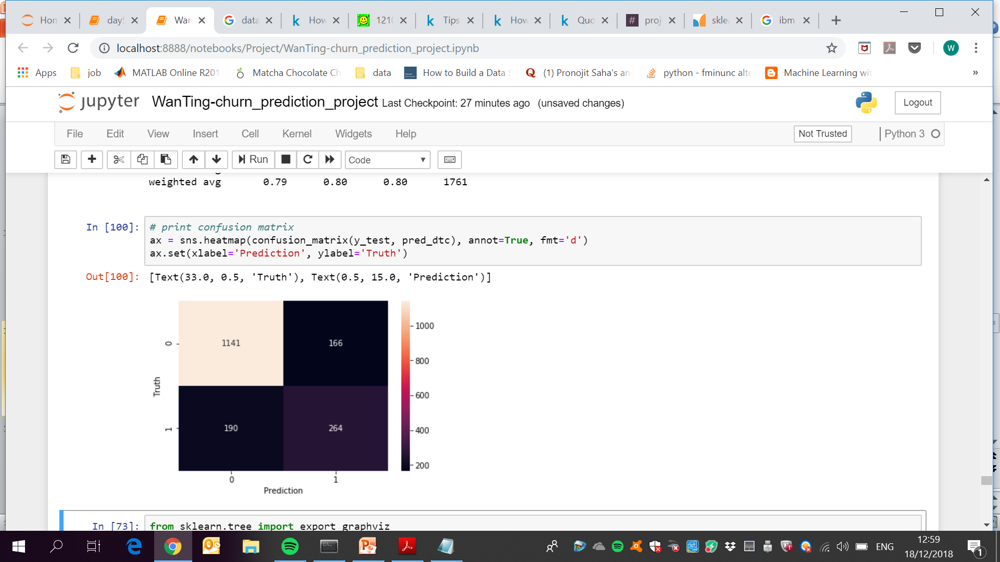 Hom
day5
Wan
data
How
121(
Tips
How
Quo
proj
skle
ibm
localhost:8888/notebooks/Project/WanTing-churn_prediction_project.ipynb
W
Apps
job
MATLAB Online R201
Matcha Chocolate Ch
data
How to Build a Data S
(1) Pronojit Saha's an
python - fminunc alte
Machine Learning wit
»
jupyter WanTing-churn_prediction_project Last Checkpoint: 27 minutes ago (unsaved changes)
Logout
File Edit View Insert Cell Kernel Widgets Help
Not Trusted
Python 3
Run
Code
weighted avg 0.79 0.80 0.80 1761
In [100]:
# print confusion matrix
ax = sns.heatmap(confusion_matrix(y_test, pred_dtc), annot=True, fmt='d')
ax.set(xlabel='Prediction', ylabel='Truth')
Out[100]: [Text(33.0, 0.5, 'Truth'), Text(0.5, 15.0, 'Prediction')]
1000
0 1141 166
800
Truth
600
1 190 264
400
200
0 1
Prediction
In [73]: from sklearn.tree import export_graphviz
ENG
12:59
18/12/2018
1